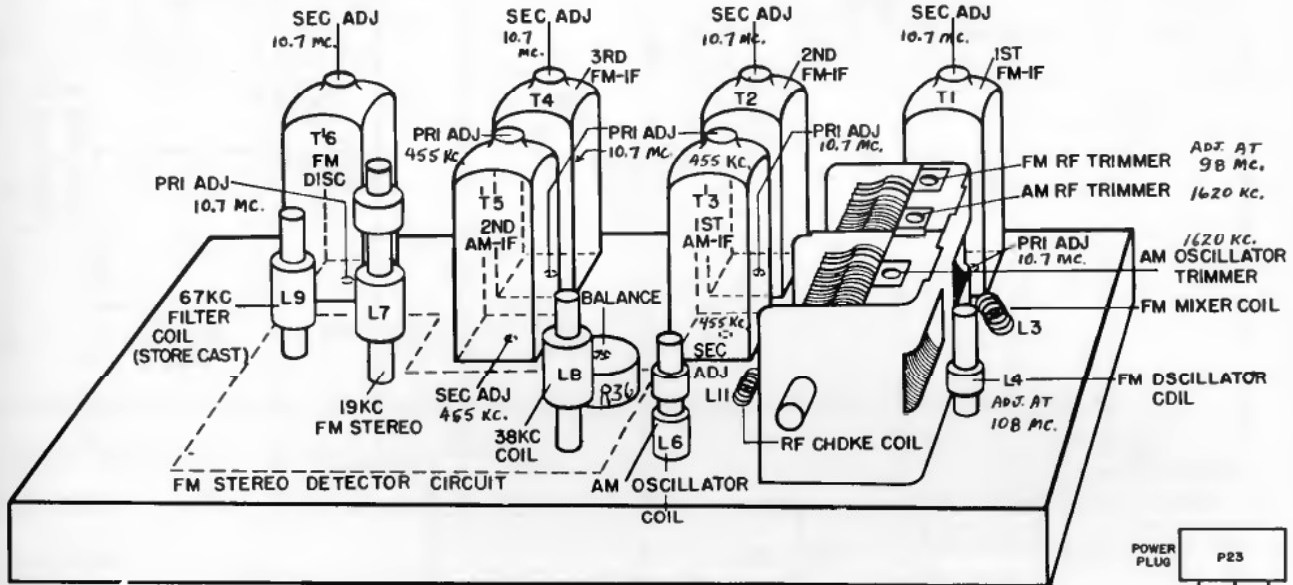 SEC ADJ
10.7 MC.
SEC ADJ
10.7
MC.
3RD
FM-IF
SEC ADJ
10.7 MC.
2ND
FM-IF
SEC ADJ
10.7 MC.
1ST
FM-IF
T6
FM
DISC
T4
T2
T1
PRI ADJ
455 KC.
PRI ADJ
10.7 MC.
455 KC.
PRI ADJ
10.7 MC.
FM RF TRIMMER
ADJ. AT
98 MC.
AM RF TRIMMER
1620 KC.
PRI ADJ
10.7 MC.
T5
2ND
AM-IF
T3
1ST
AM-IF
PRI ADJ
10.7 MC.
1620 KC.
AM OSCILLATOR
TRIMMER
67KC
FILTER
COIL
(STORE CAST)
L9
L7
BALANCE
455 KC.
FM MIXER COIL
L3
19KC
FM STEREO
SEC ADJ
455 KC.
L8
R36
38KC
COIL
SEC
ADJ
L11
L6
L4
FM OSCILLATOR
COIL
ADJ. AT
108 MC.
RF CHOKE COIL
FM STEREO DETECTOR CIRCUIT
AM OSCILLATOR
COIL
POWER
PLUG
P23